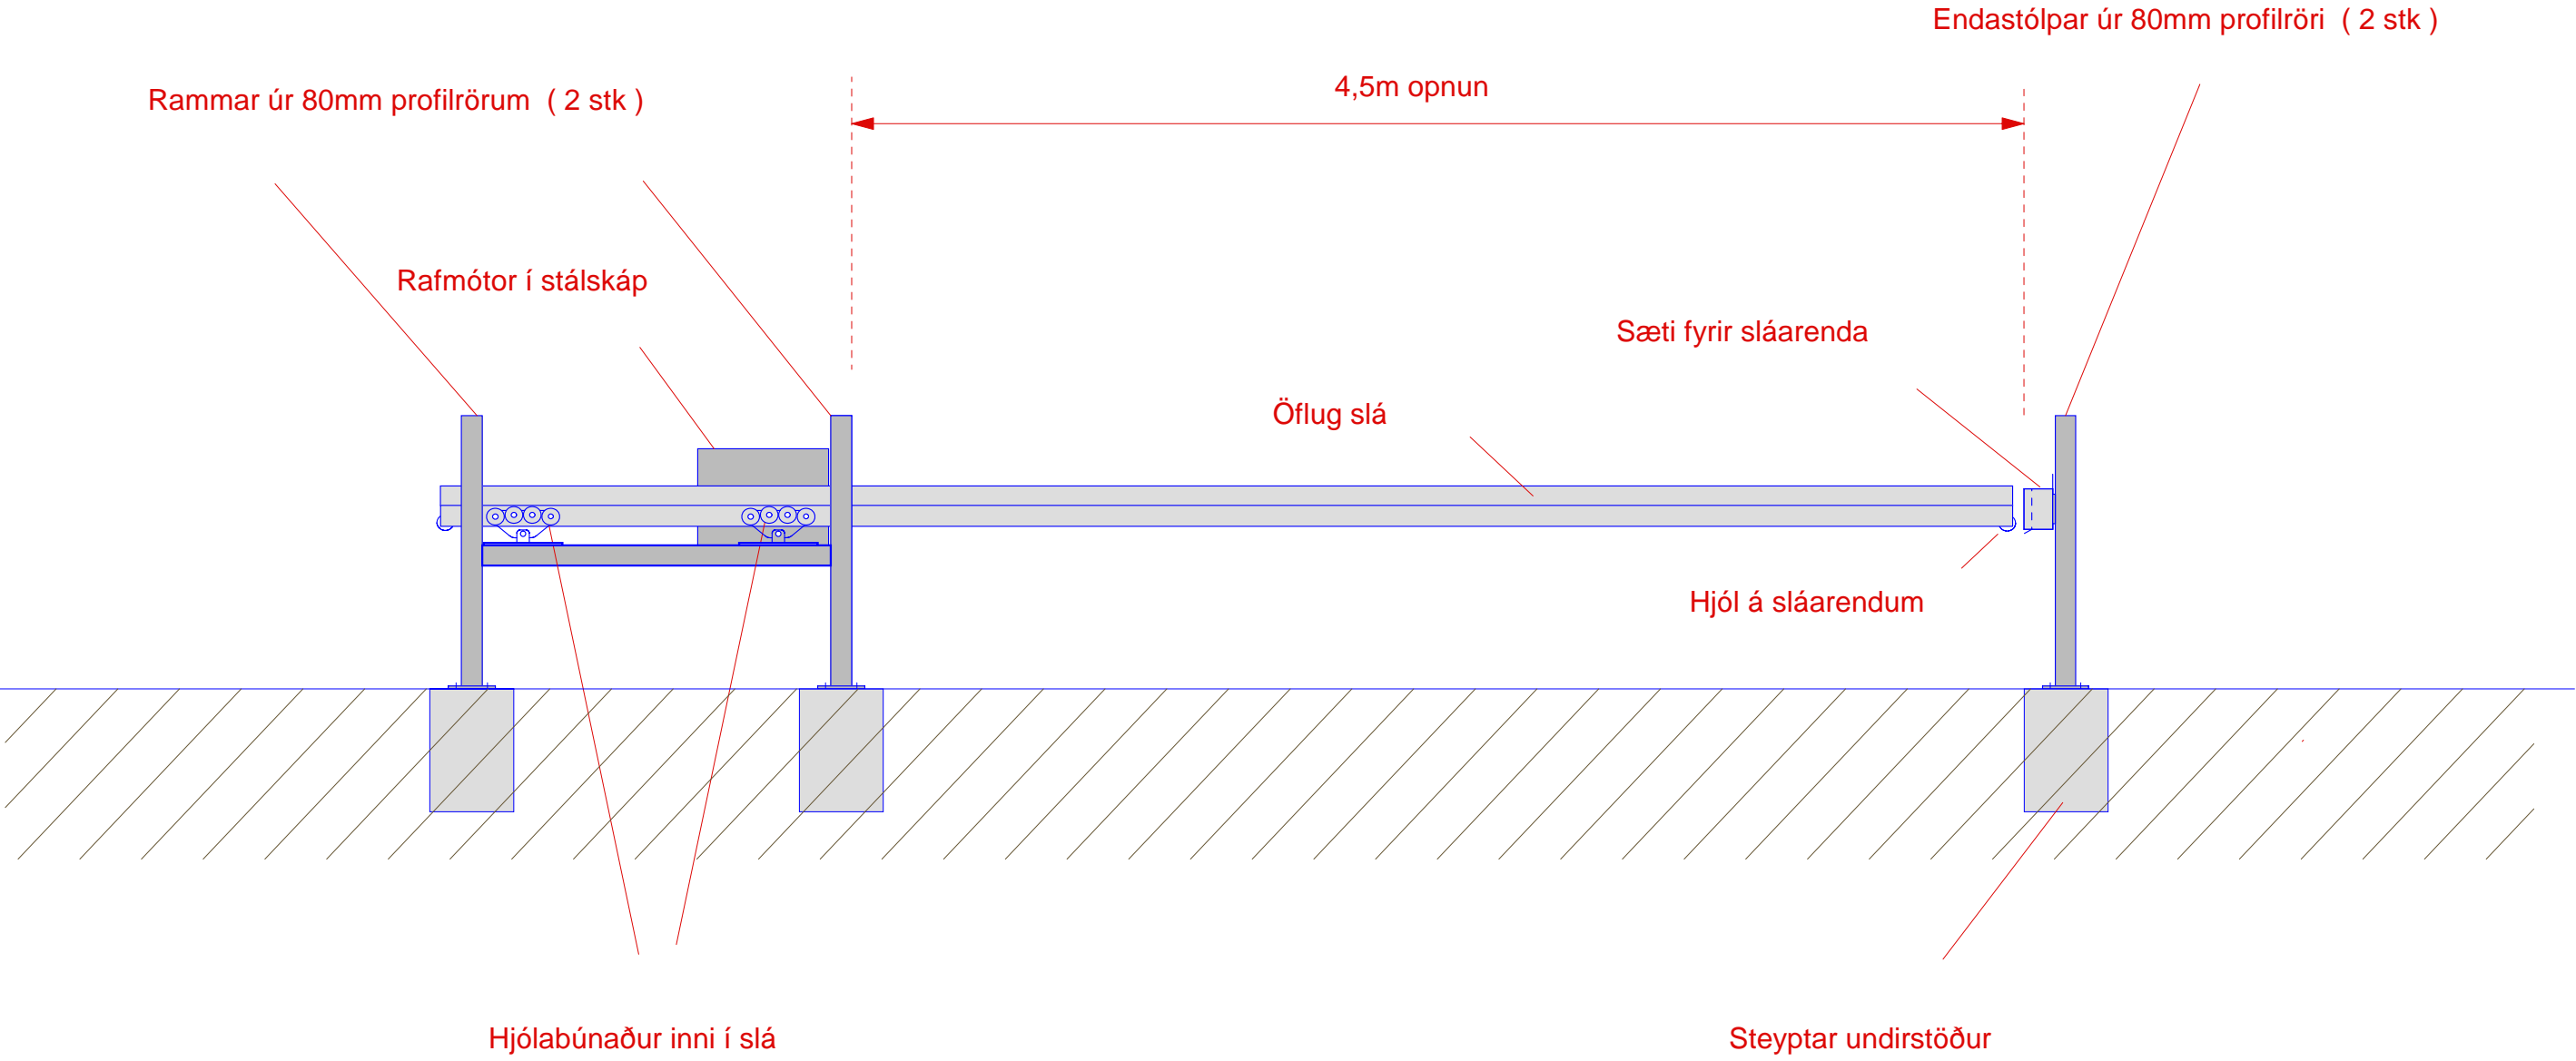 Endastólpar úr 80mm profilröri ( 2 stk )
Rammar úr 80mm profilrörum ( 2 stk )
4,5m opnun
Rafmótor í stálskáp
Sæti fyrir sláarenda
Öflug slá
Hjól á sláarendum
Hjólabúnaður inni í slá
Steyptar undirstöður